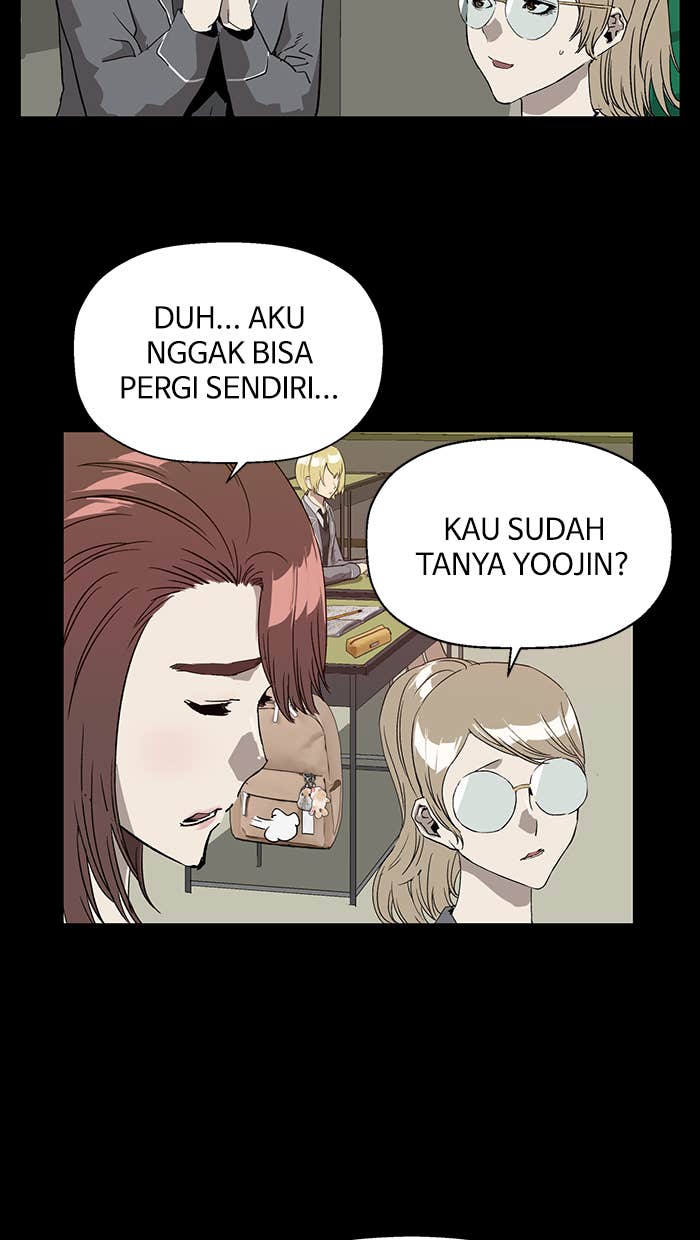 DUH... AKU
NGGAK BISA
PERGI SENDIRI...
KAU SUDAH
TANYA YOOJIN?